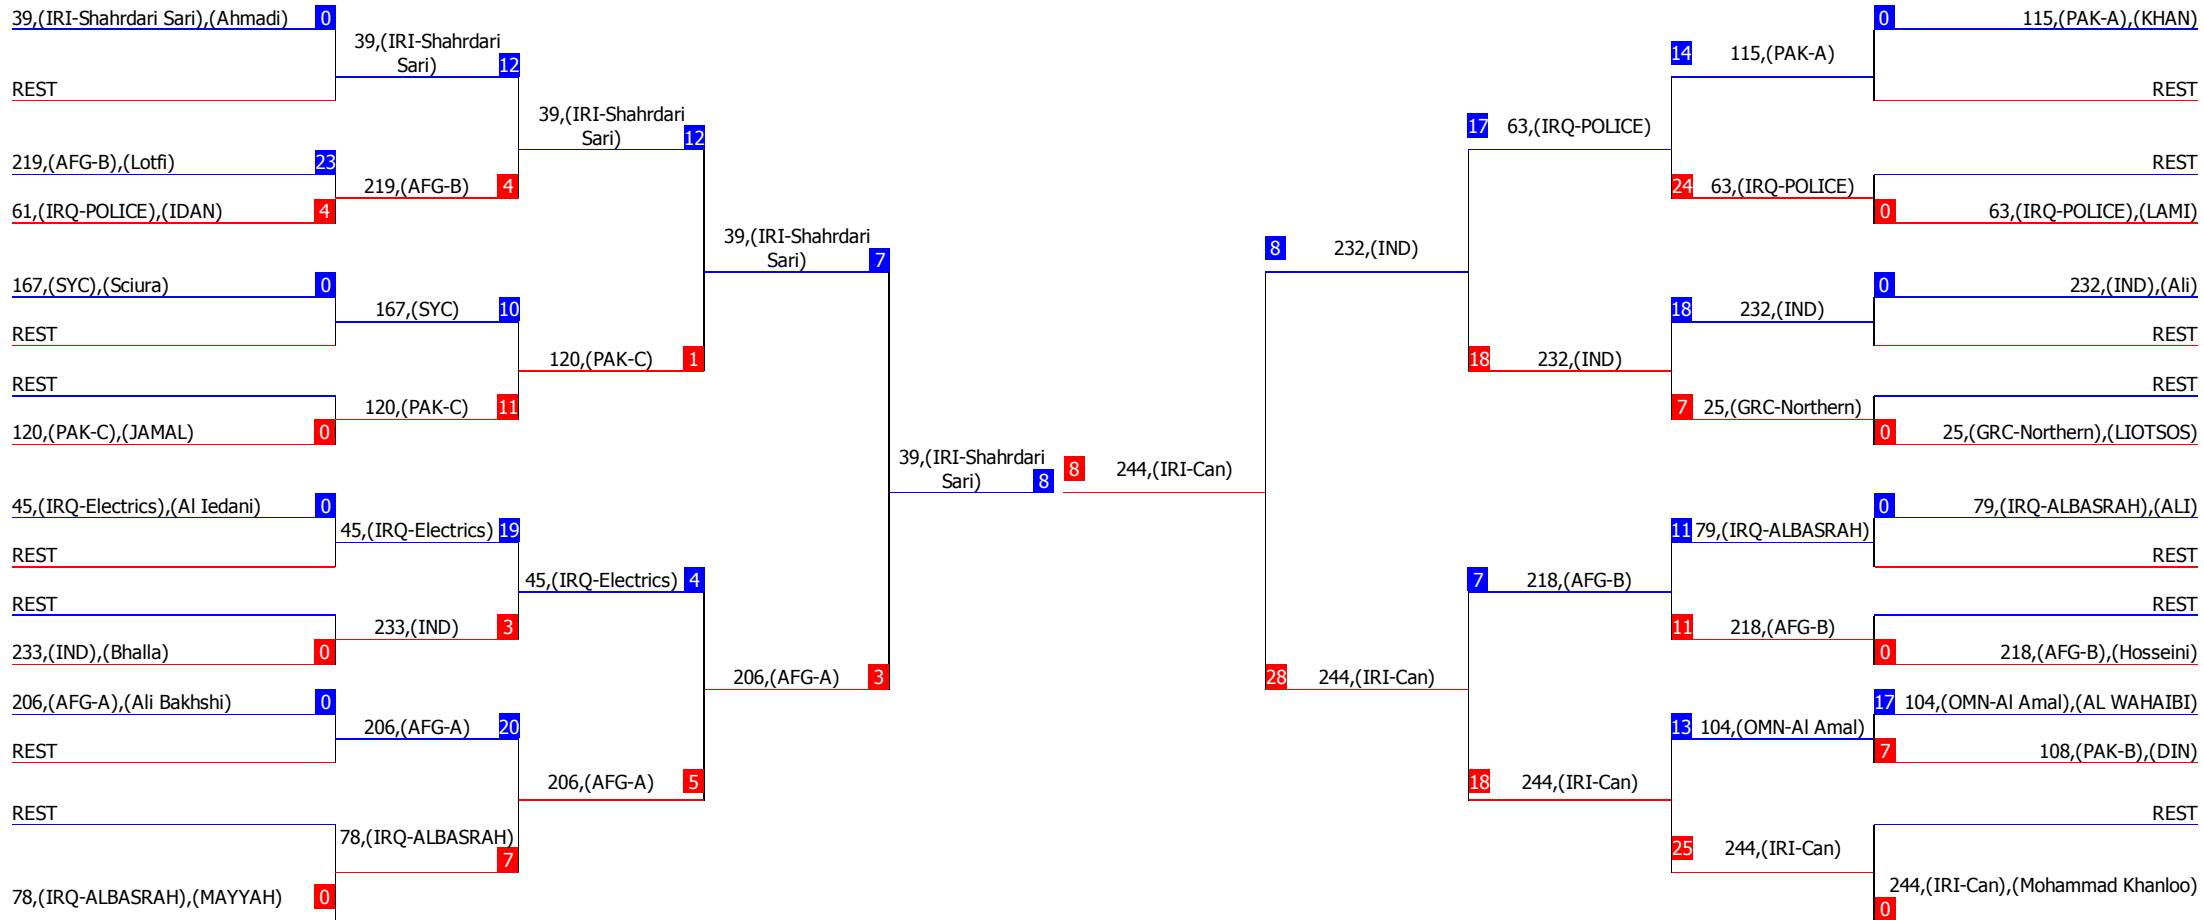 39,(IRI-Shahrdari Sari),(Ahmadi) 0
REST
219,(AFG-B),(Lotfi) 23
61,(IRQ-POLICE),(IDAN) 4
167,(SYC),(Sciura) 0
REST
REST
120,(PAK-C),(JAMAL) 0
45,(IRQ-Electrics),(Al Iedani) 0
REST
REST
233,(IND),(Bhalla) 0
206,(AFG-A),(Ali Bakhshi) 0
REST
REST
78,(IRQ-ALBASRAH),(MAYYAH) 0
39,(IRI-Shahrdari
Sari) 12
219,(AFG-B) 4
167,(SYC) 10
120,(PAK-C) 11
45,(IRQ-Electrics) 19
233,(IND) 3
206,(AFG-A) 20
78,(IRQ-ALBASRAH)
7
39,(IRI-Shahrdari
Sari) 12
120,(PAK-C) 1
45,(IRQ-Electrics) 4
206,(AFG-A) 5
39,(IRI-Shahrdari
Sari) 7
206,(AFG-A) 3
39,(IRI-Shahrdari
Sari) 8
8 244,(IRI-Can)
8 232,(IND)
28 244,(IRI-Can)
17 63,(IRQ-POLICE)
18 232,(IND)
7 218,(AFG-B)
18 244,(IRI-Can)
14 115,(PAK-A)
24 63,(IRQ-POLICE)
18 232,(IND)
7 25,(GRC-Northern)
11 79,(IRQ-ALBASRAH)
11 218,(AFG-B)
13 104,(OMN-Al Amal)
25 244,(IRI-Can)
0 115,(PAK-A),(KHAN)
REST
REST
0 63,(IRQ-POLICE),(LAMI)
0 232,(IND),(Ali)
REST
REST
0 25,(GRC-Northern),(LIOTSOS)
0 79,(IRQ-ALBASRAH),(ALI)
REST
REST
0 218,(AFG-B),(Hosseini)
17 104,(OMN-Al Amal),(AL WAHAIBI)
7 108,(PAK-B),(DIN)
REST
244,(IRI-Can),(Mohammad Khanloo)
0